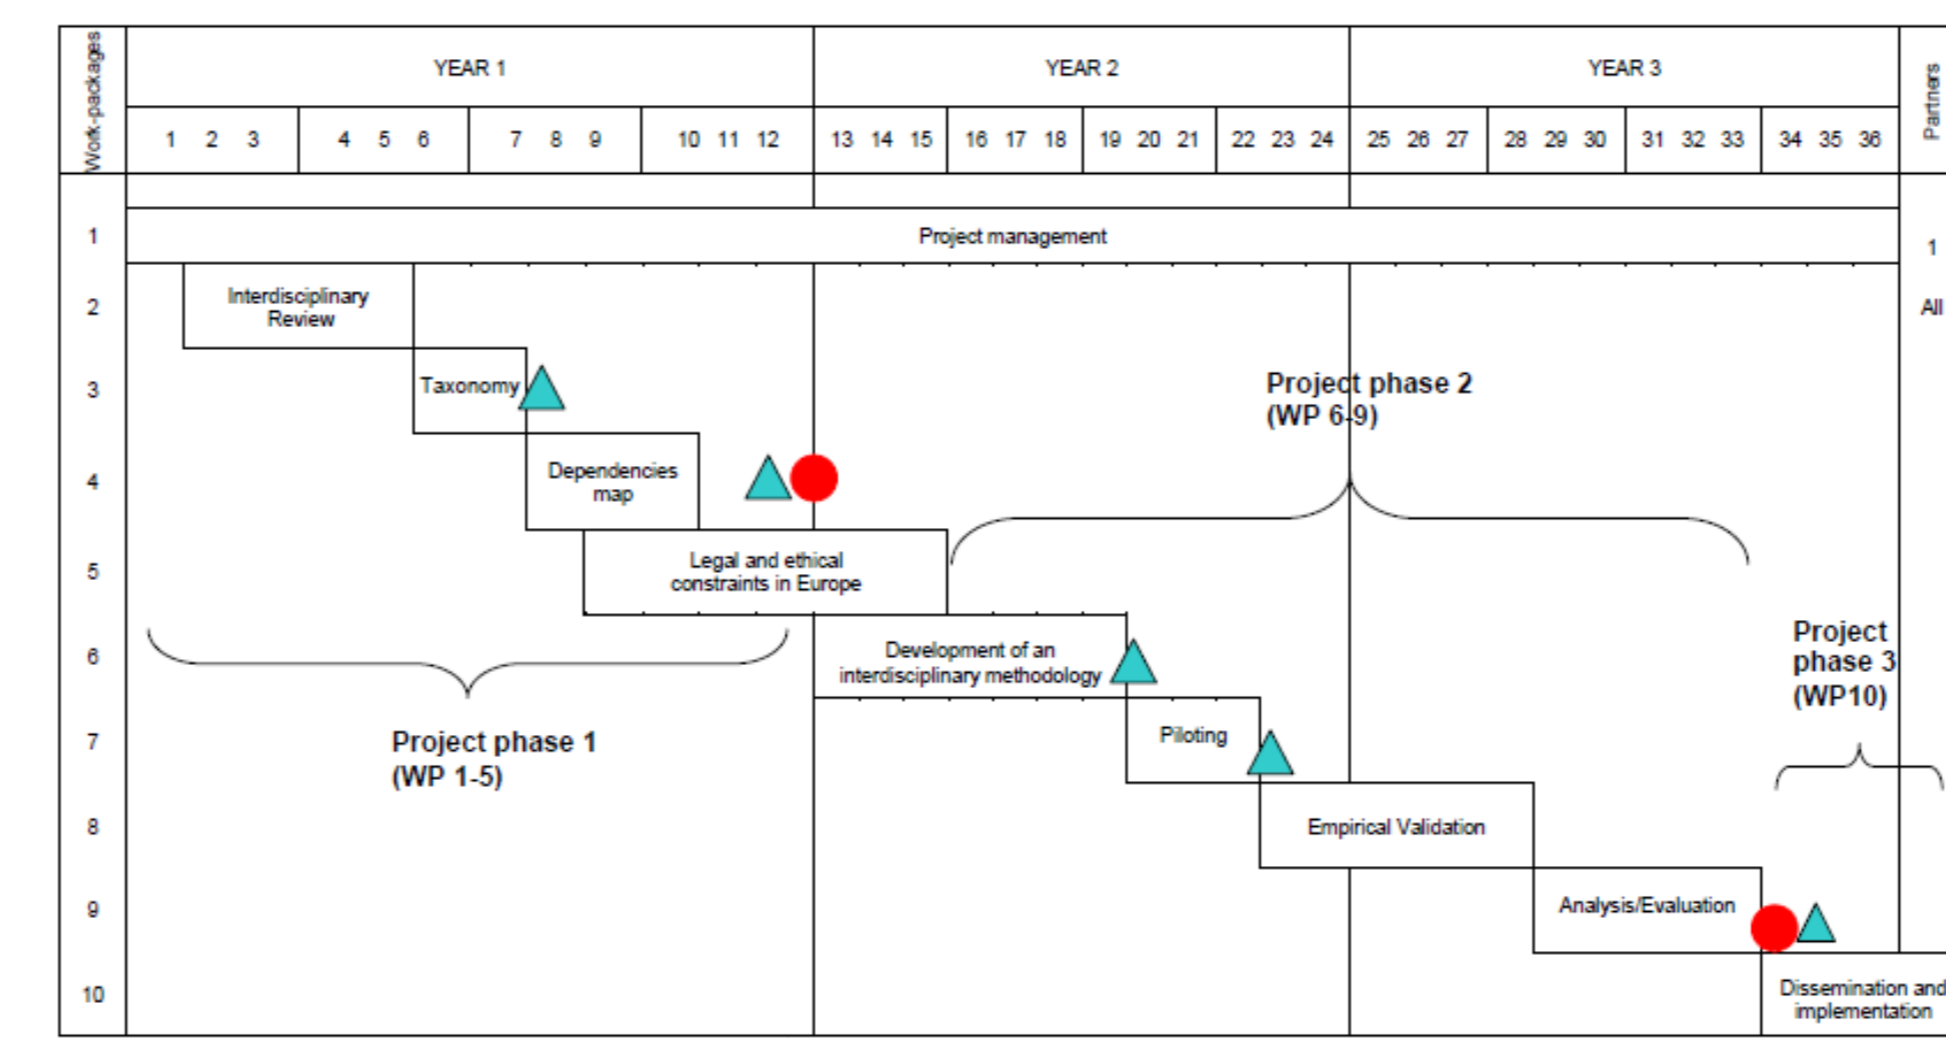 Work-packages
YEAR 1
YEAR 2
YEAR 3
Partners
1 2 3 4 5 6 7 8 9 10 11 12 13 14 15 16 17 18 19 20 21 22 23 24 25 26 27 28 29 30 31 32 33 34 35 36
1
Project management
1
2
Interdisciplinary
Review
All
3
Taxonomy
Project phase 2
(WP 6-9)
4
Dependencies
map
5
Legal and ethical
constraints in Europe
6
Development of an
interdisciplinary methodology
Project
phase 3
(WP10)
7
Project phase 1
(WP 1-5)
Piloting
8
Empirical Validation
9
Analysis/Evaluation
10
Dissemination and
implementation